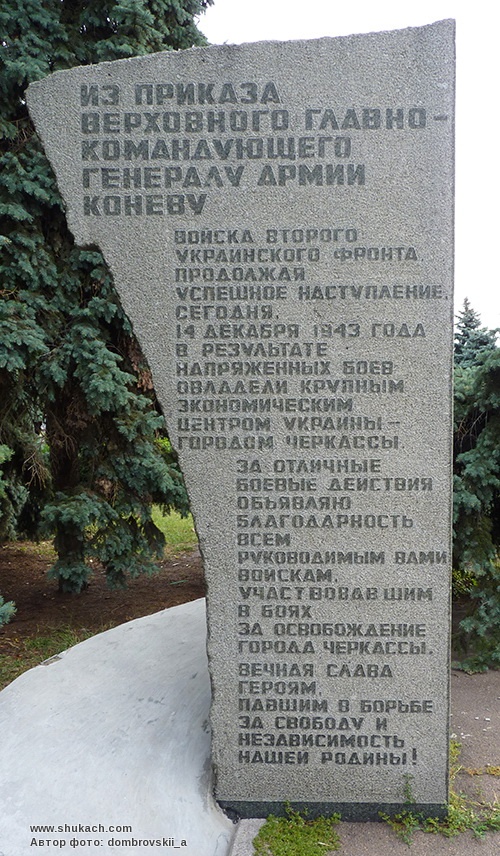 ИЗ ПРИКАЗА
ВЕРХОВНОГО ГЛАВНО-
КОМАНДУЮЩЕГО
ГЕНЕРАЛУ АРМИИ
КОНЕВУ
ВОЙСКА ВТОРОГО
УКРАИНСКОГО ФРОНТА,
ПРОДОЛЖАЯ
УСПЕШНОЕ НАСТУПЛЕНИЕ,
СЕГОДНЯ,
14 ДЕКАБРЯ 1943 ГОДА
В РЕЗУЛЬТАТЕ
НАПРЯЖЕННЫХ БОЕВ
ОВЛАДЕЛИ КРУПНЫМ
ЭКОНОМИЧЕСКИМ
ЦЕНТРОМ УКРАИНЫ –
ГОРОДОМ ЧЕРКАССЫ.
ЗА ОТЛИЧНЫЕ
БОЕВЫЕ ДЕЙСТВИЯ
ОБЪЯВЛЯЮ
БЛАГОДАРНОСТЬ
ВСЕМ
РУКОВОДИМЫМ ВАМИ
ВОЙСКАМ,
УЧАСТВОВАВШИМ
В БОЯХ
ЗА ОСВОБОЖДЕНИЕ
ГОРОДА ЧЕРКАССЫ.
ВЕЧНАЯ СЛАВА
ГЕРОЯМ,
ПАВШИМ В БОРЬБЕ
ЗА СВОБОДУ И
НЕЗАВИСИМОСТЬ
НАШЕЙ РОДИНЫ!
www.shukach.com
Автор фото: dombrovskii_a